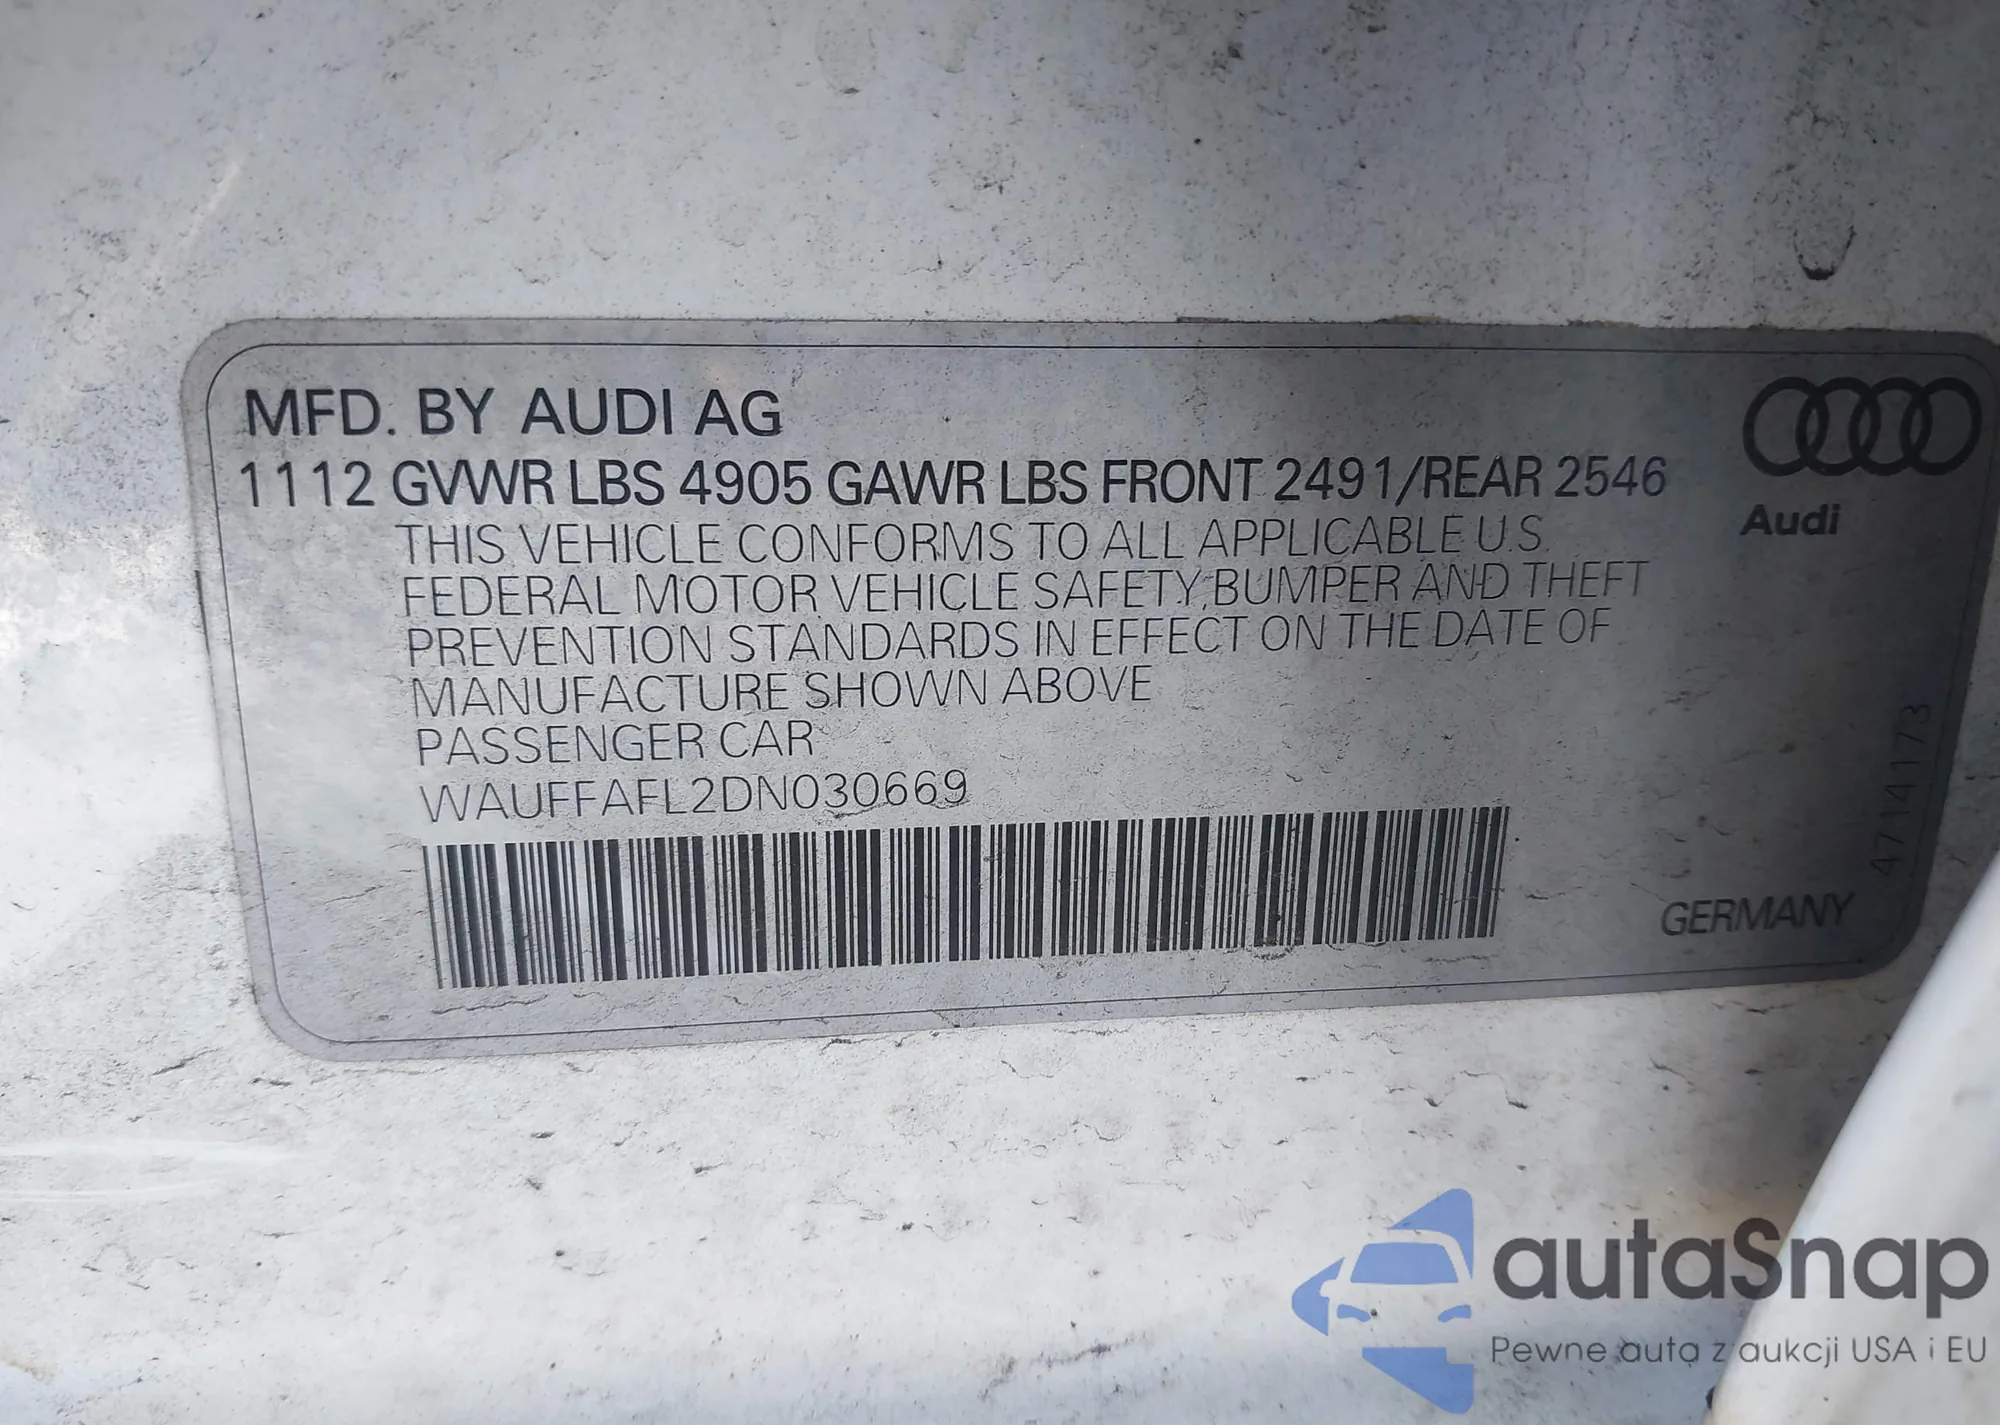 MFD. BY AUDI AG
1112 GVWR LBS 4905 GAWR LBS FRONT 2491/REAR 2546
THIS VEHICLE CONFORMS TO ALL APPLICABLE U.S.
FEDERAL MOTOR VEHICLE SAFETY,BUMPER AND THEFT
PREVENTION STANDARDS IN EFFECT ON THE DATE OF
MANUFACTURE SHOWN ABOVE
PASSENGER CAR
WAUFFAFL2DN030669
Audi
GERMANY
4714173
autaSnap
Pewne auta z aukcji USA i EU